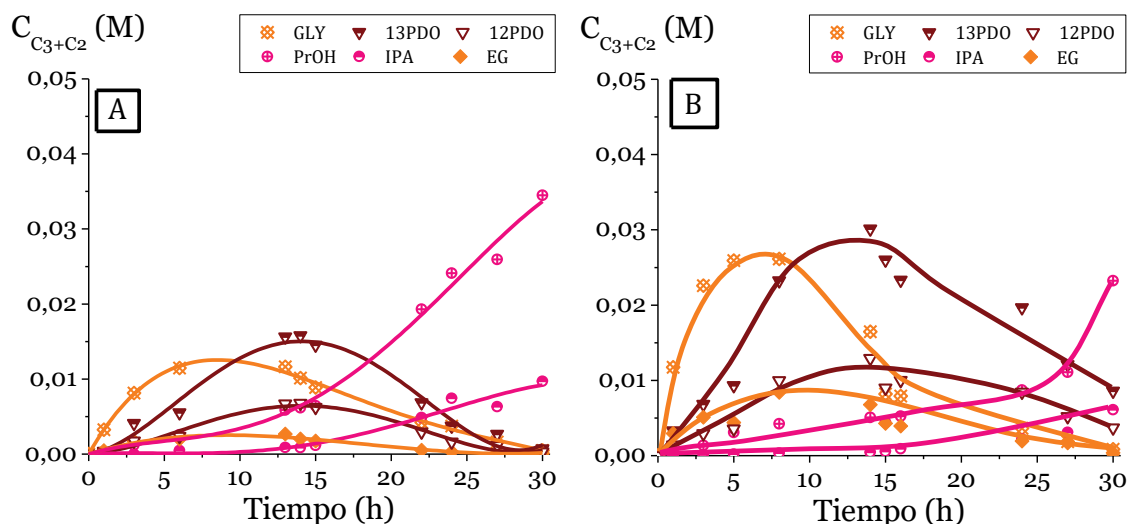 C_{C3+C2} (M)
GLY 13PDO 12PDO
PrOH IPA EG
A
0,05
0,04
0,03
0,02
0,01
0,00
0 5 10 15 20 25 30
Tiempo (h)
C_{C3+C2} (M)
GLY 13PDO 12PDO
PrOH IPA EG
B
0,05
0,04
0,03
0,02
0,01
0,00
0 5 10 15 20 25 30
Tiempo (h)